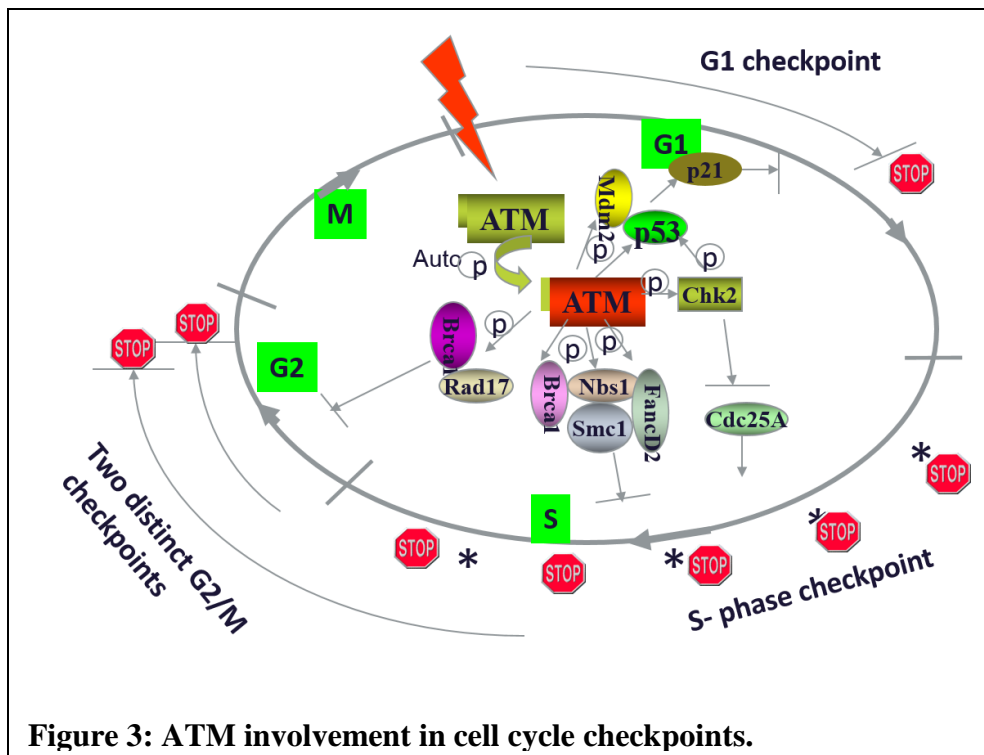 G1 checkpoint
STOP
G1
p21
M
ATM
Mdm2
p53
Auto p
p
p
p
ATM
Chk2
STOP
STOP
G2
Brca1
p
Rad17
p
p
Brca1
Nbs1
Smc1
FancD2
Cdc25A
*STOP
*STOP
S
STOP *
STOP
*STOP
S- phase checkpoint
Two distinct G2/M
checkpoints
Figure 3: ATM involvement in cell cycle checkpoints.